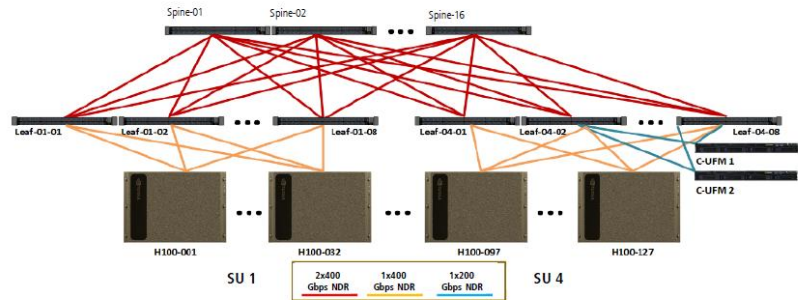 Spine-01 Spine-02 Spine-16
Leaf-01-01 Leaf-01-02 Leaf-01-08 Leaf-04-01 Leaf-04-02 Leaf-04-08
C-UFM 1
C-UFM 2
H100-001 H100-032 H100-097 H100-127
SU 1 SU 4
2x400 1x400 1x200
Gbps NDR Gbps NDR Gbps NDR